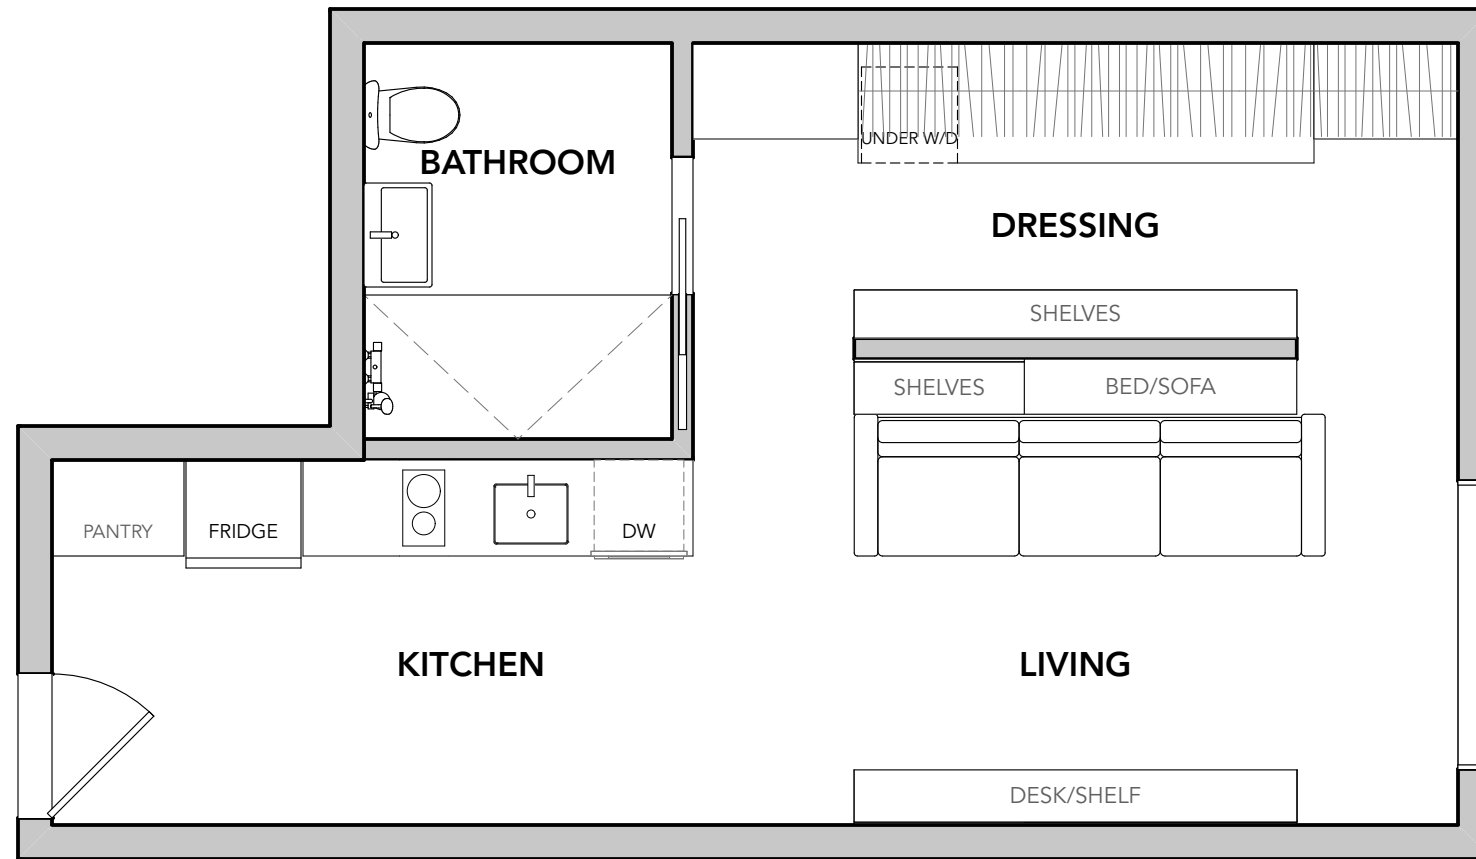 BATHROOM
UNDER W/D
DRESSING
SHELVES
SHELVES
BED/SOFA
PANTRY
FRIDGE
DW
KITCHEN
LIVING
DESK/SHELF